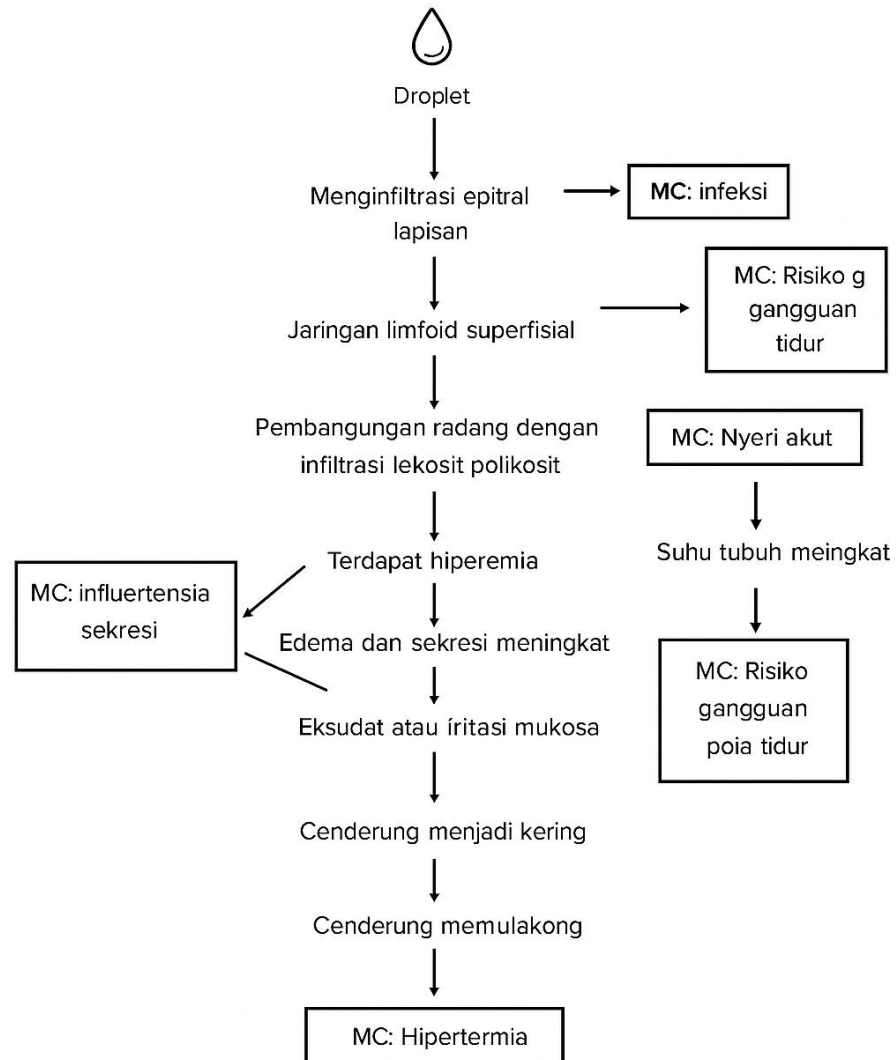 Droplet
Menginfiltrasi epitral
lapisan
MC: infeksi
Jaringan limfoid superfisial
MC: Risiko g
gangguan
tidur
Pembangungan radang dengan
infiltrasi lekosit polikosit
MC: Nyeri akut
Suhu tubuh meingkat
MC: Risiko
gangguan
poia tidur
Terdapat hiperemia
MC: influertensia
sekresi
Edema dan sekresi meningkat
Eksudat atau íritasi mukosa
Cenderung menjadi kering
Cenderung memulakong
MC: Hipertermia